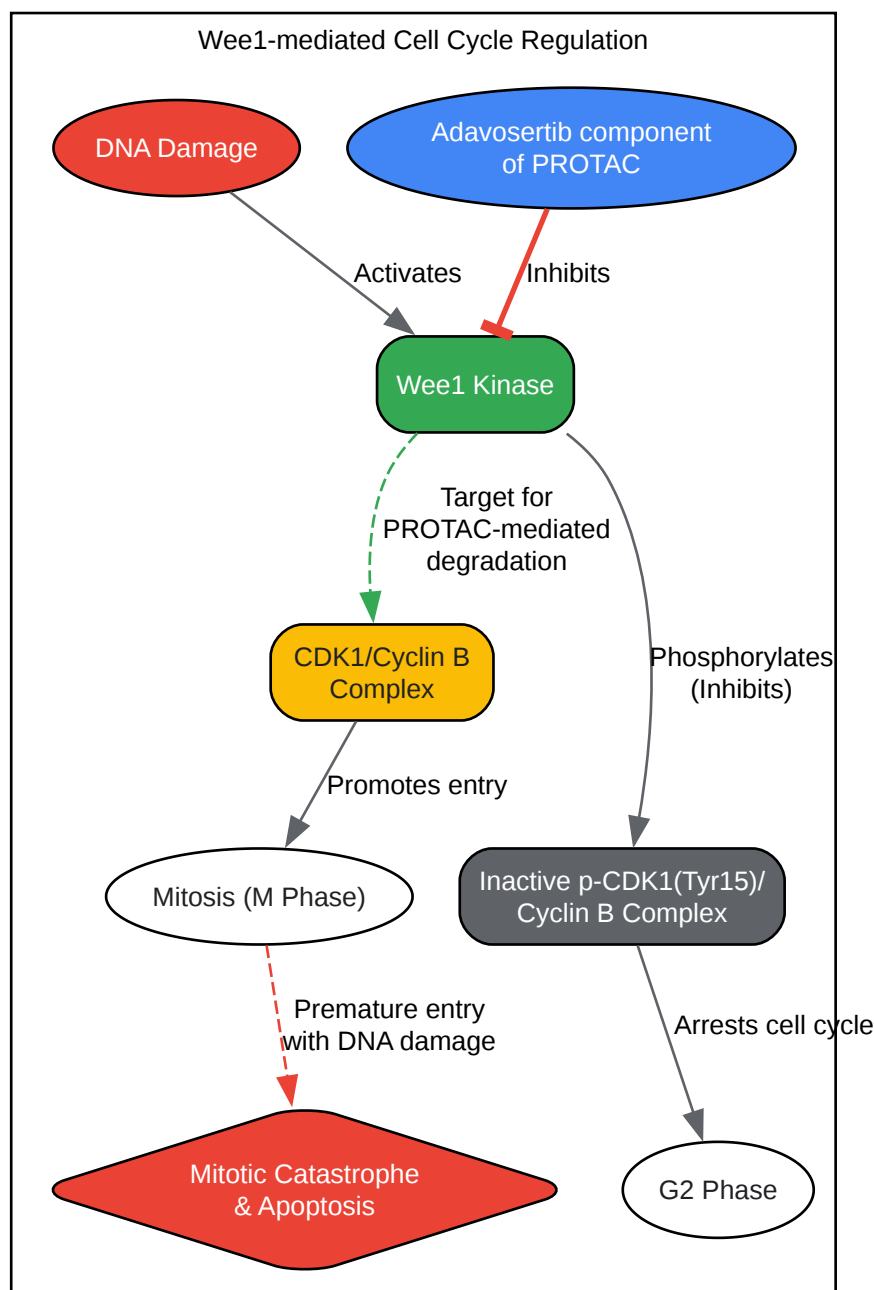 Wee1-mediated Cell Cycle Regulation
DNA Damage
Adavosertib component
of PROTAC
Activates
Inhibits
Wee1 Kinase
Target for
PROTAC-mediated
degradation
CDK1/Cyclin B
Complex
Phosphorylates
(Inhibits)
Promotes entry
Mitosis (M Phase)
Inactive p-CDK1(Tyr15)/
Cyclin B Complex
Premature entry
with DNA damage
Arrests cell cycle
Mitotic Catastrophe
& Apoptosis
G2 Phase